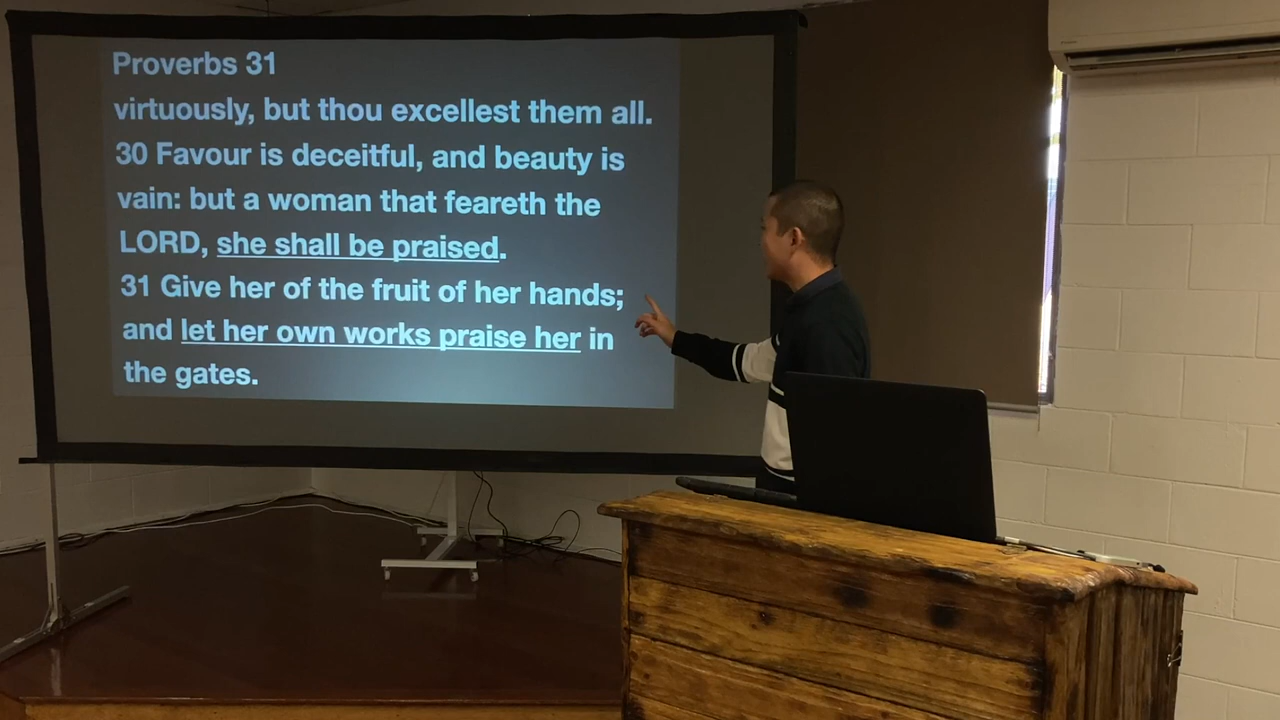 Proverbs 31
virtuously, but thou excellest them all.
30 Favour is deceitful, and beauty is
vain: but a woman that feareth the
LORD, she shall be praised.
31 Give her of the fruit of her hands;
and let her own works praise her in
the gates.